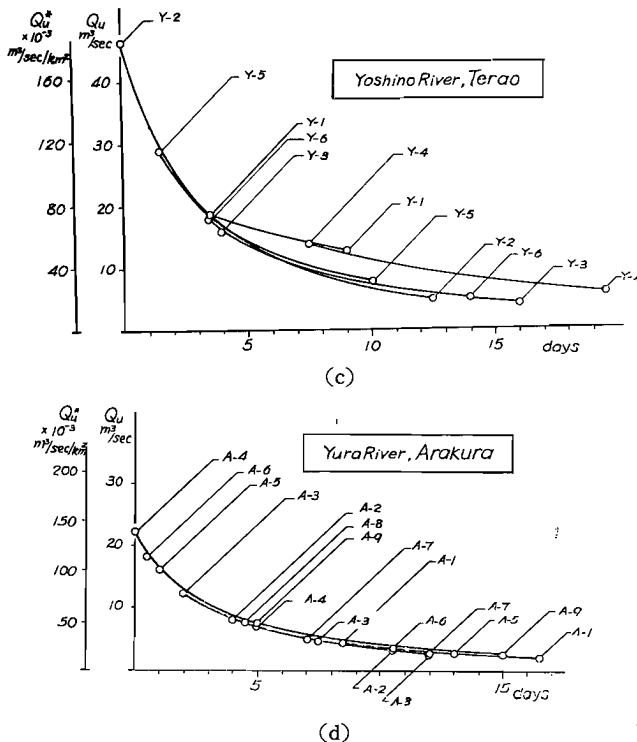 Qu*
×10⁻³
m³/sec/km²
Qu
m³/sec
Y-2
Yoshino River, Terao
160
40
Y-5
Y-1
Y-6
Y-3
Y-4
Y-1
Y-5
Y-2
Y-6
Y-3
120
30
80
20
40
10
5
10
15
days
(c)
Qu*
×10⁻³
m³/sec/km²
Qu
m³/sec
Yura River, Arakura
A-4
A-6
A-5
A-3
A-2
A-8
A-9
A-7
A-1
200
30
150
20
100
10
50
A-4
A-3
A-6
A-7
A-5
A-9
A-1
A-2
A-3
5
15
days
(d)